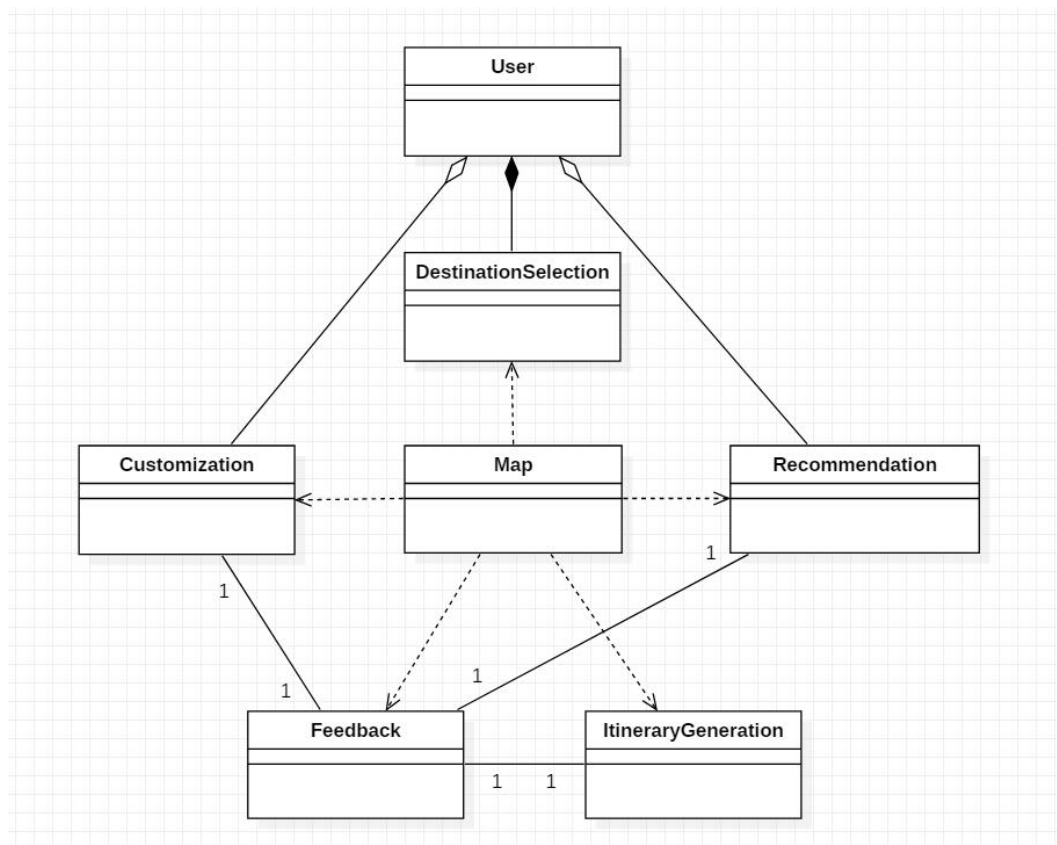 User
DestinationSelection
Customization
Map
Recommendation
1
1
1
1
Feedback
ItineraryGeneration
1
1